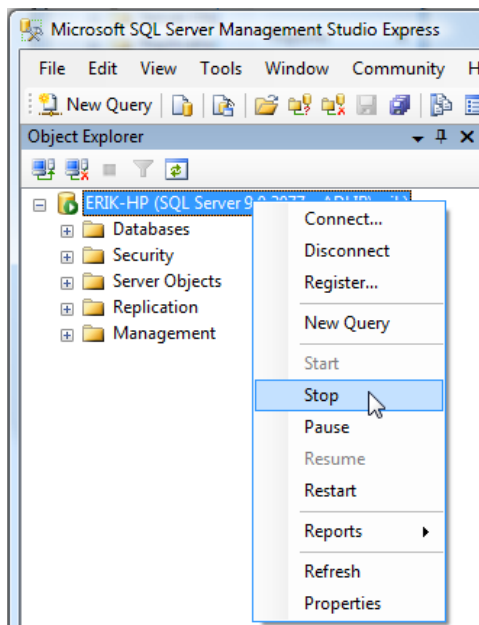 Microsoft SQL Server Management Studio Express
File Edit View Tools Window Community H
New Query
Object Explorer
ERIK-HP (SQL Server 9.0.3077
Databases
Security
Server Objects
Replication
Management
Connect...
Disconnect
Register...
New Query
Start
Stop
Pause
Resume
Restart
Reports
Refresh
Properties